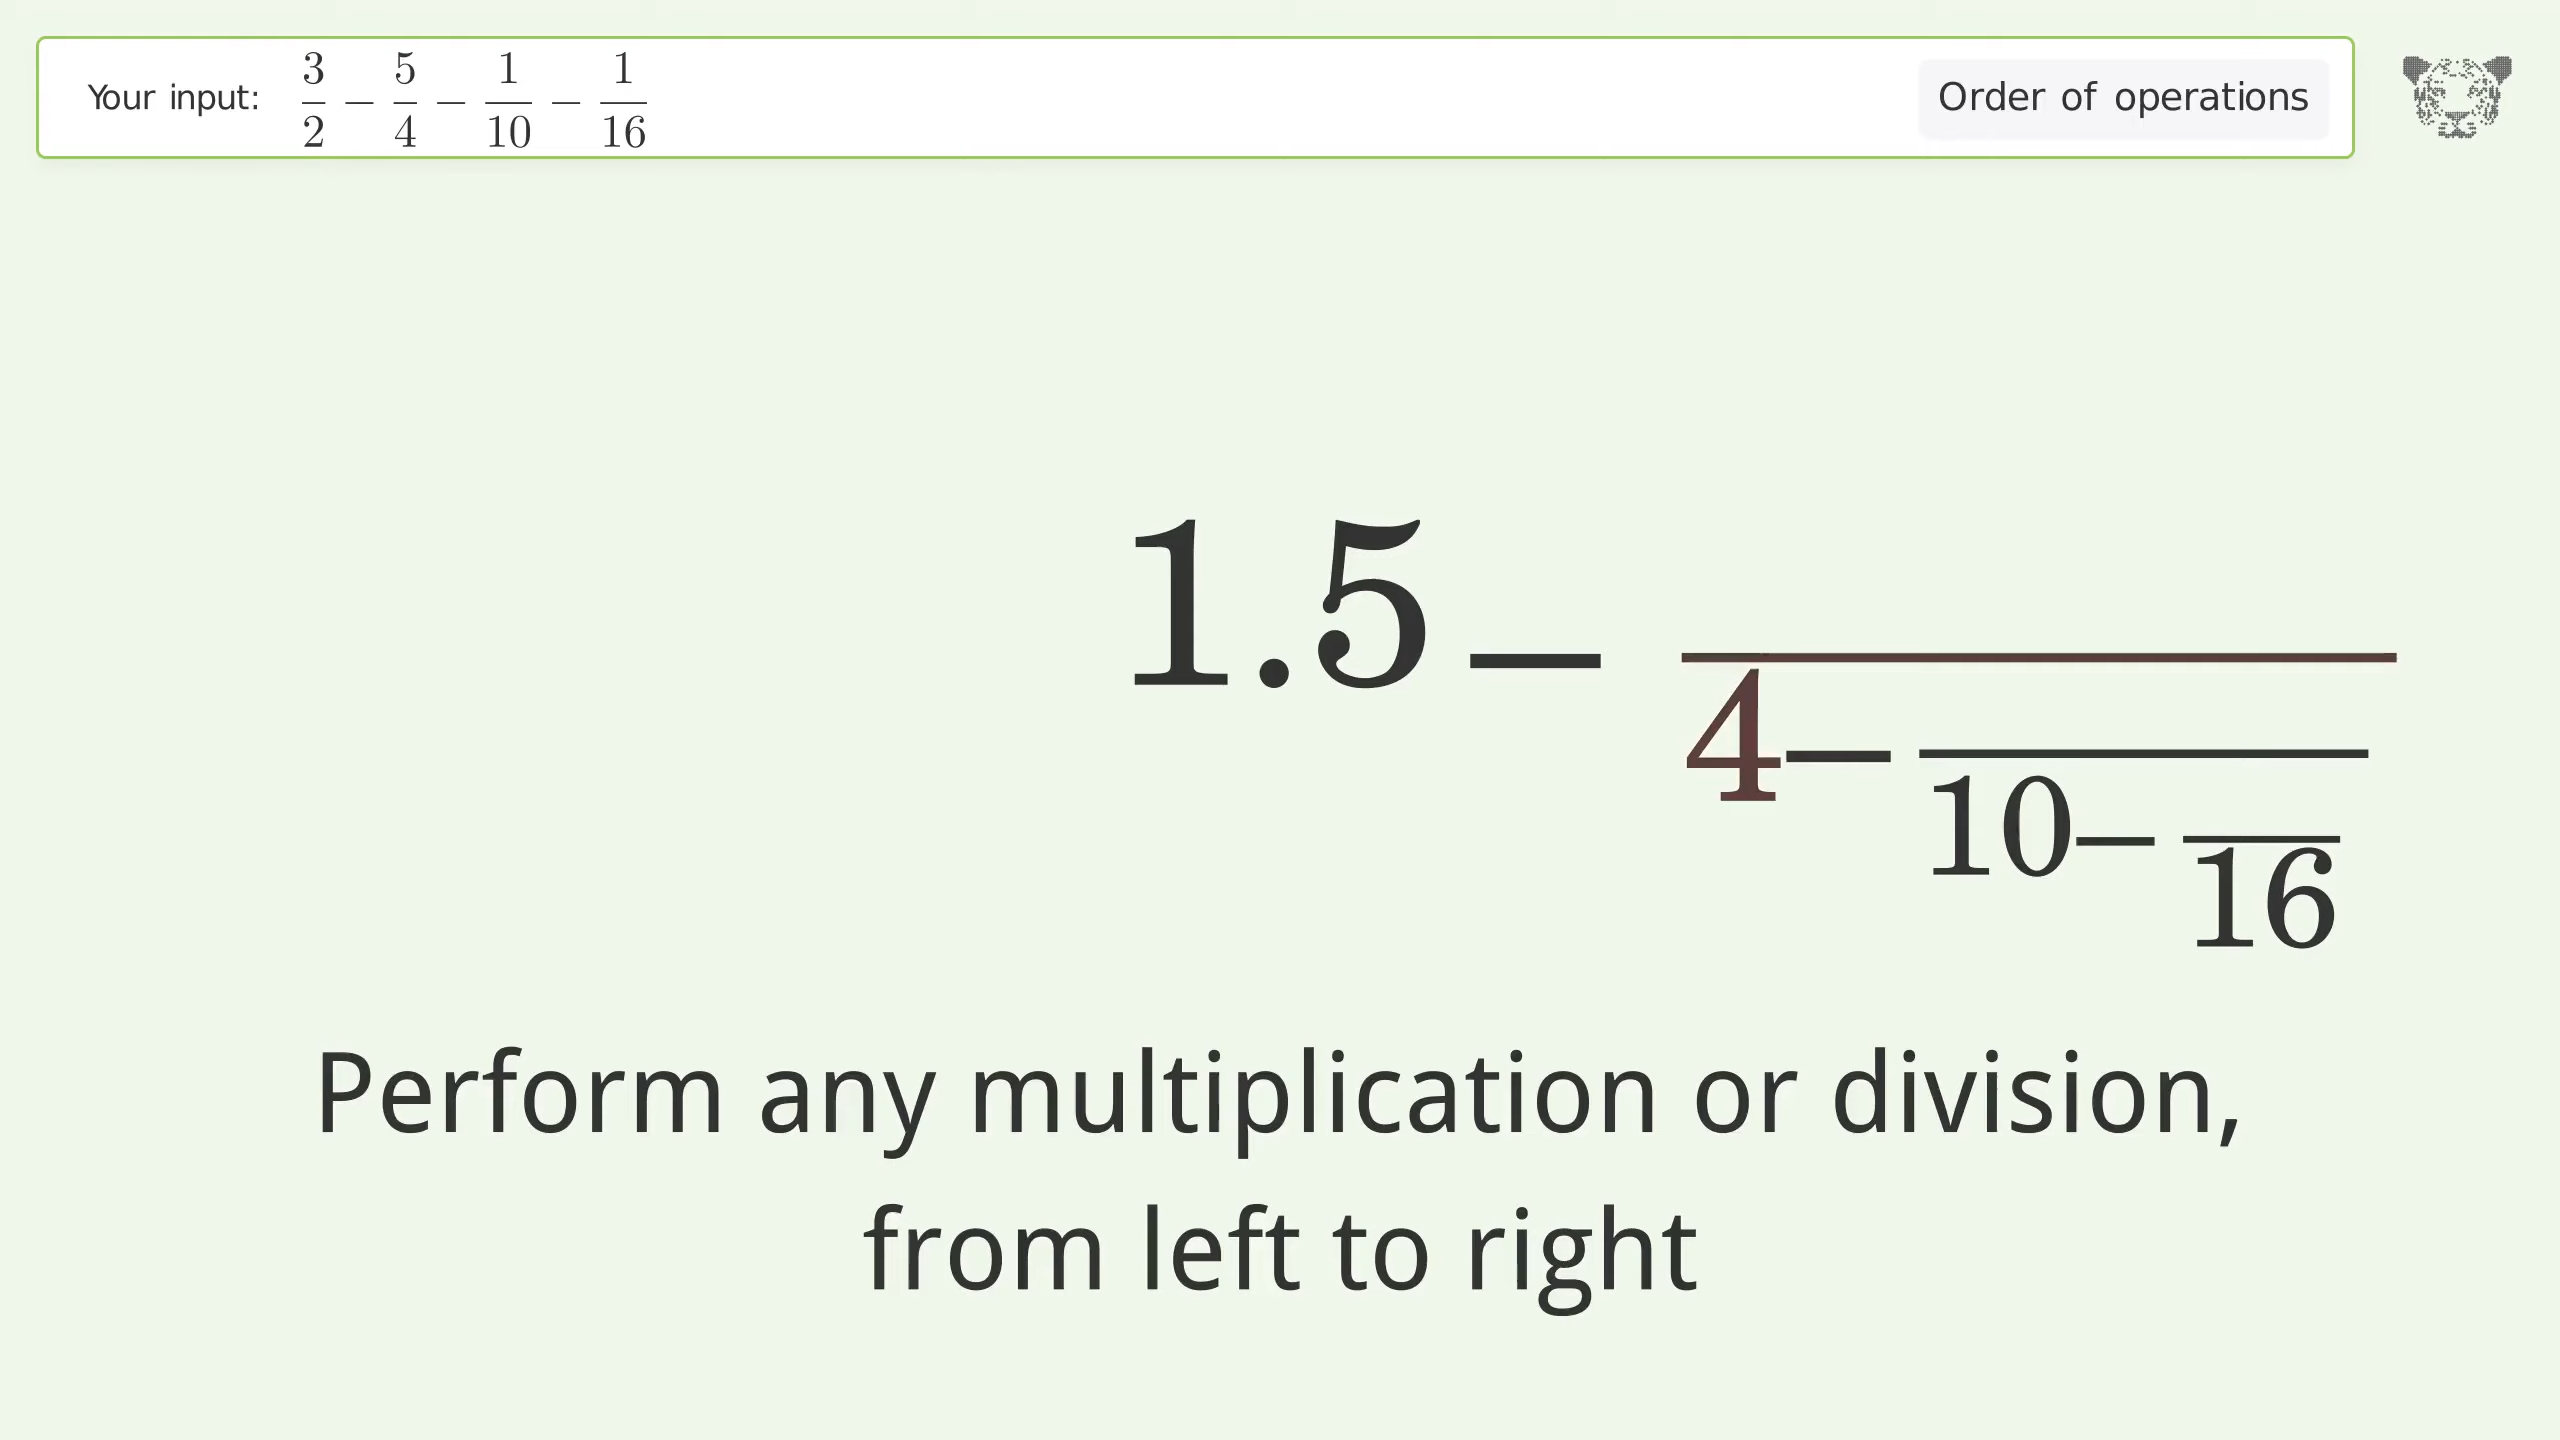 Your input: 3/2 − 5/4 − 1/10 − 1/16 Order of operations
1.5 − /4 − /10 − /16
Perform any multiplication or division,
from left to right